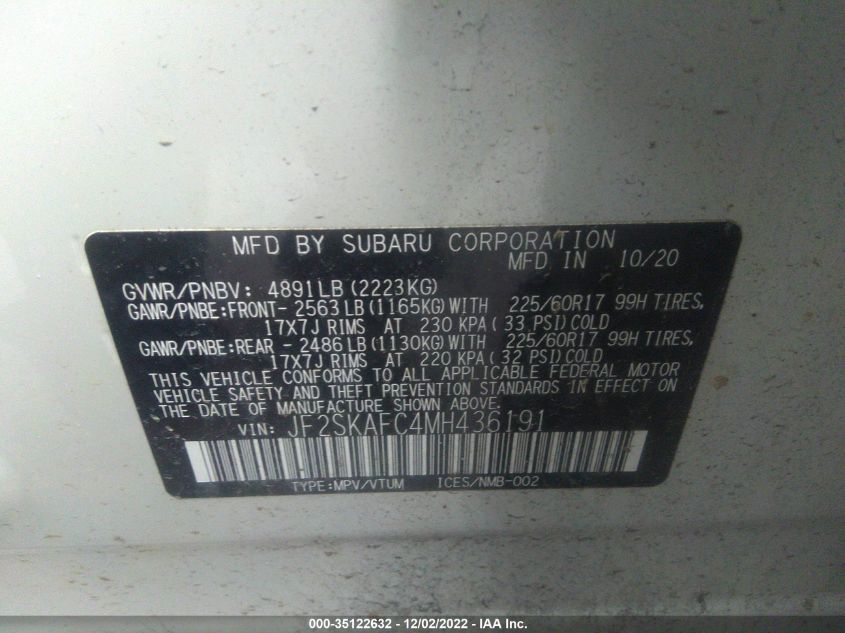 MFD BY SUBARU CORPORATION
MFD IN 10/20
GVWR/PNBV: 4891LB(2223KG)
GAWR/PNBE:FRONT-2563LB(1165KG)WITH 225/60R17 99H TIRES,
17X7J RIMS AT 230 KPA(33 PSI)COLD
GAWR/PNBE:REAR -2486LB(1130KG)WITH 225/60R17 99H TIRES,
17X7J RIMS AT 220 KPA(32 PSI)COLD
THIS VEHICLE CONFORMS TO ALL APPLICABLE FEDERAL MOTOR
VEHICLE SAFETY AND THEFT PREVENTION STANDARDS IN EFFECT ON
THE DATE OF MANUFACTURE SHOWN ABOVE.
VIN: JF2SKAFC4MH436191
TYPE:MPV/VTUM ICES/NMB-002
000-35122632 - 12/02/2022 - IAA Inc.